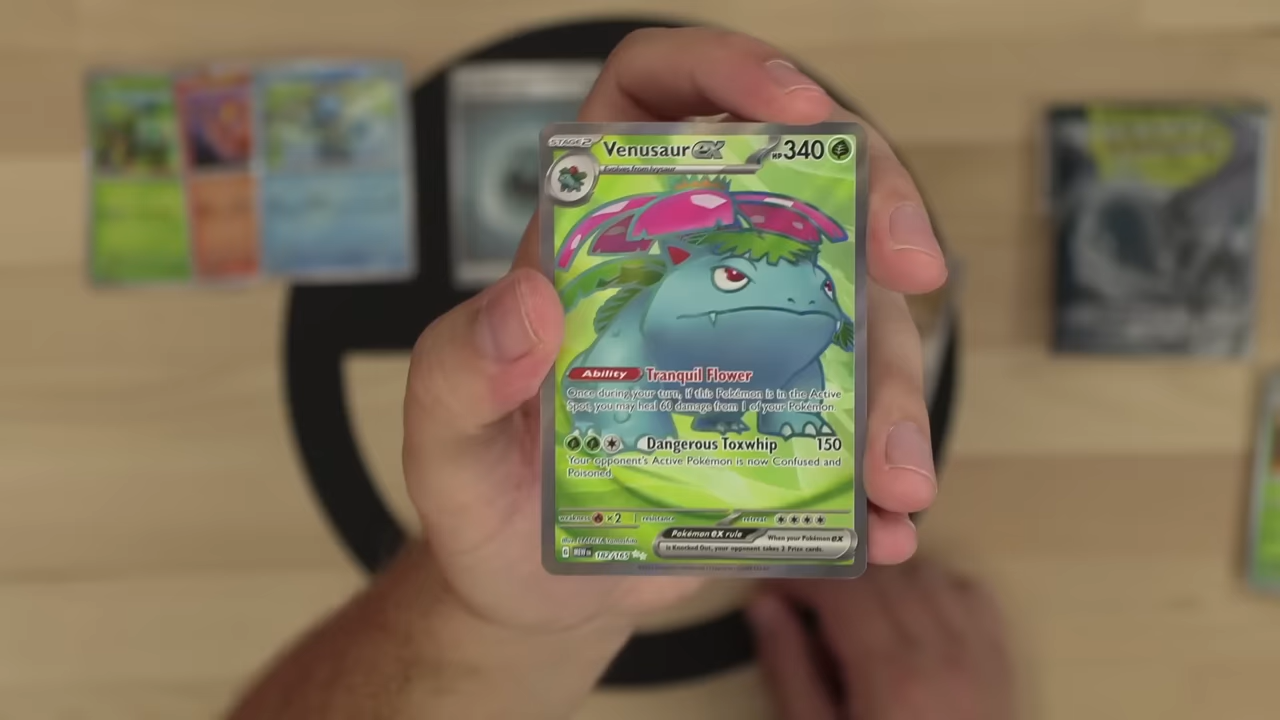 STAGE 2 Venusaur ex HP 340
Evolves from Ivysaur
Ability Tranquil Flower
Once during your turn, if this Pokémon is in the Active
Spot, you may heal 60 damage from 1 of your Pokémon.
Dangerous Toxwhip 150
Your opponent's Active Pokémon is now Confused and
Poisoned.
weakness ×2 resistance retreat
Pokémon ex rule When your Pokémon ex
is Knocked Out, your opponent takes 2 Prize cards.
G MEW EN 182/165